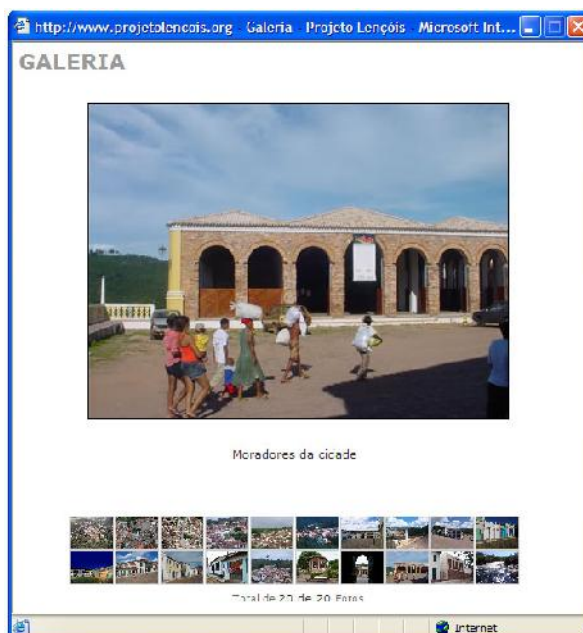 http://www.projetolencois.org - Galeria - Projeto Lençóis - Microsoft Int...
GALERIA
Moradores da cidade
Total de 20 de 20 Fotos
Internet